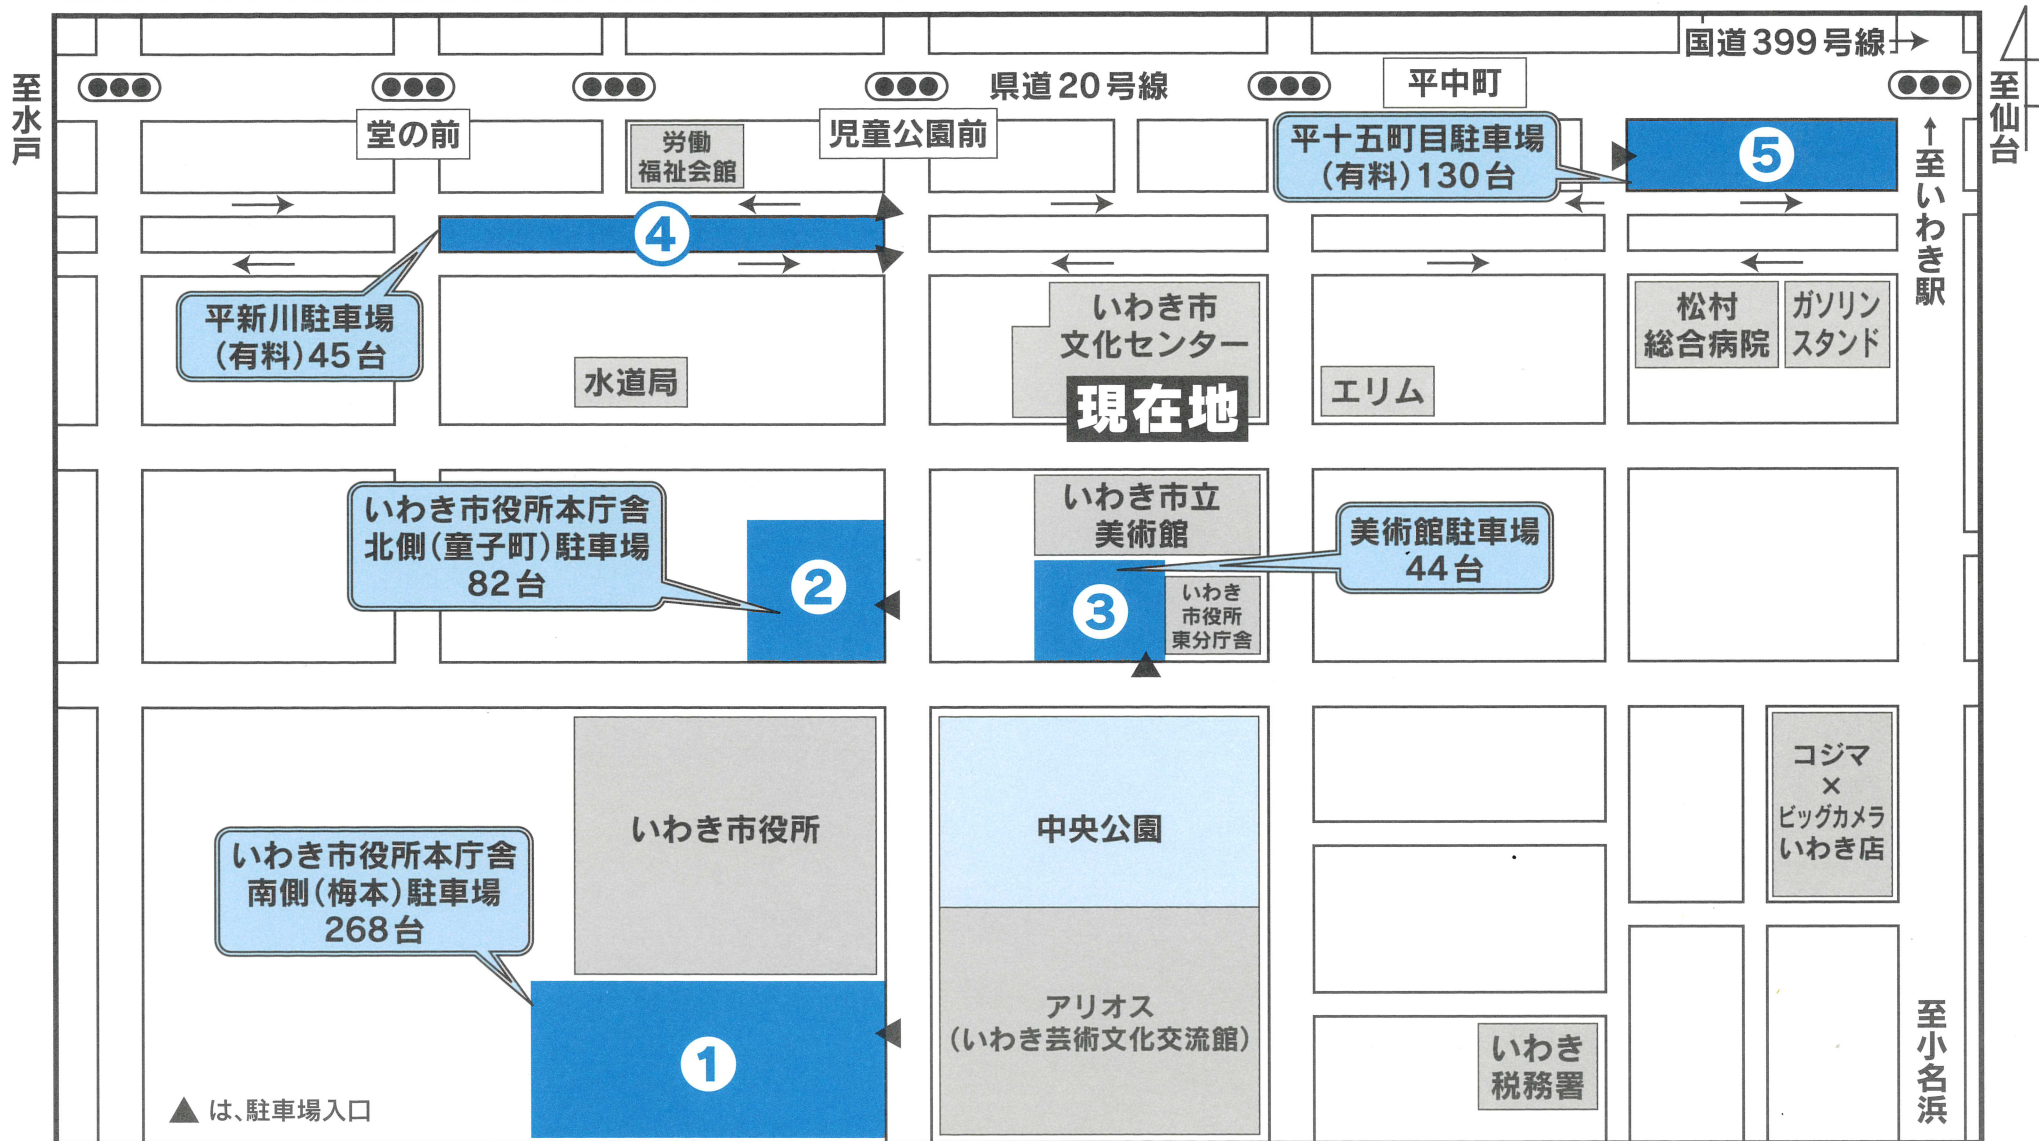 国道399号線→
至水戸
県道20号線
平中町
至仙台
堂の前
労働
福祉会館
児童公園前
平十五町目駐車場
(有料)130台
5
↑至いわき駅
4
平新川駐車場
(有料)45台
水道局
いわき市
文化センター
現在地
エリム
松村
総合病院
ガソリン
スタンド
いわき市役所本庁舎
北側(童子町)駐車場
82台
2
いわき市立
美術館
3
いわき
市役所
東分庁舎
美術館駐車場
44台
いわき市役所
中央公園
コジマ
×
ビッグカメラ
いわき店
いわき市役所本庁舎
南側(梅本)駐車場
268台
1
アリオス
(いわき芸術文化交流館)
いわき
税務署
至小名浜
▲は、駐車場入口